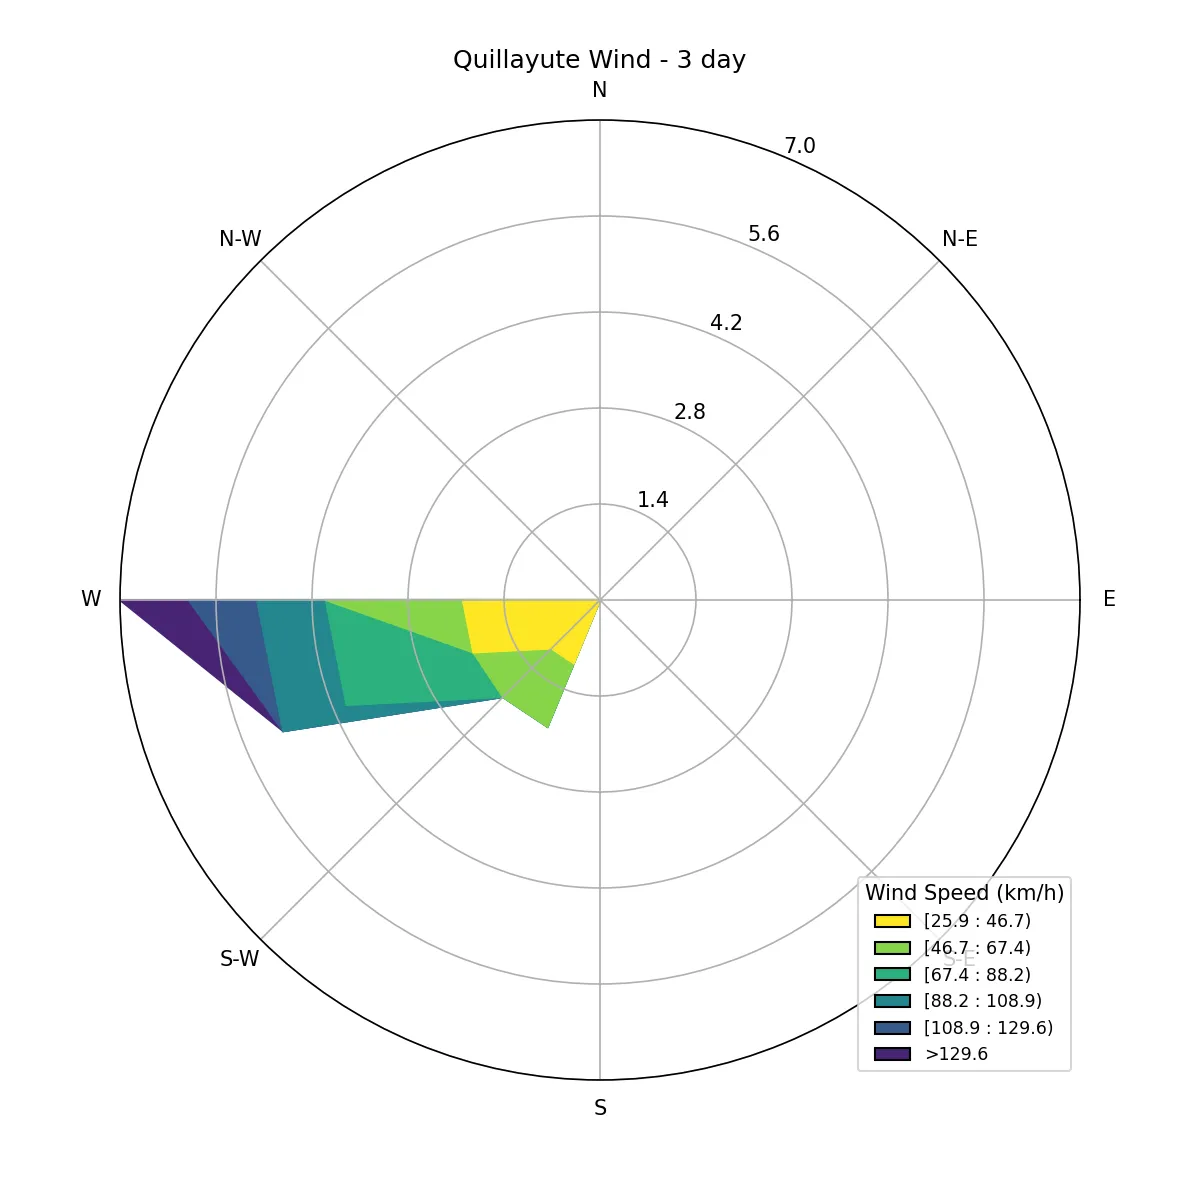 Quillayute Wind - 3 day
N
7.0
N-W
5.6
N-E
4.2
2.8
1.4
W
E
S-W
S-E
S
Wind Speed (km/h)
[25.9 : 46.7)
[46.7 : 67.4)
[67.4 : 88.2)
[88.2 : 108.9)
[108.9 : 129.6)
>129.6